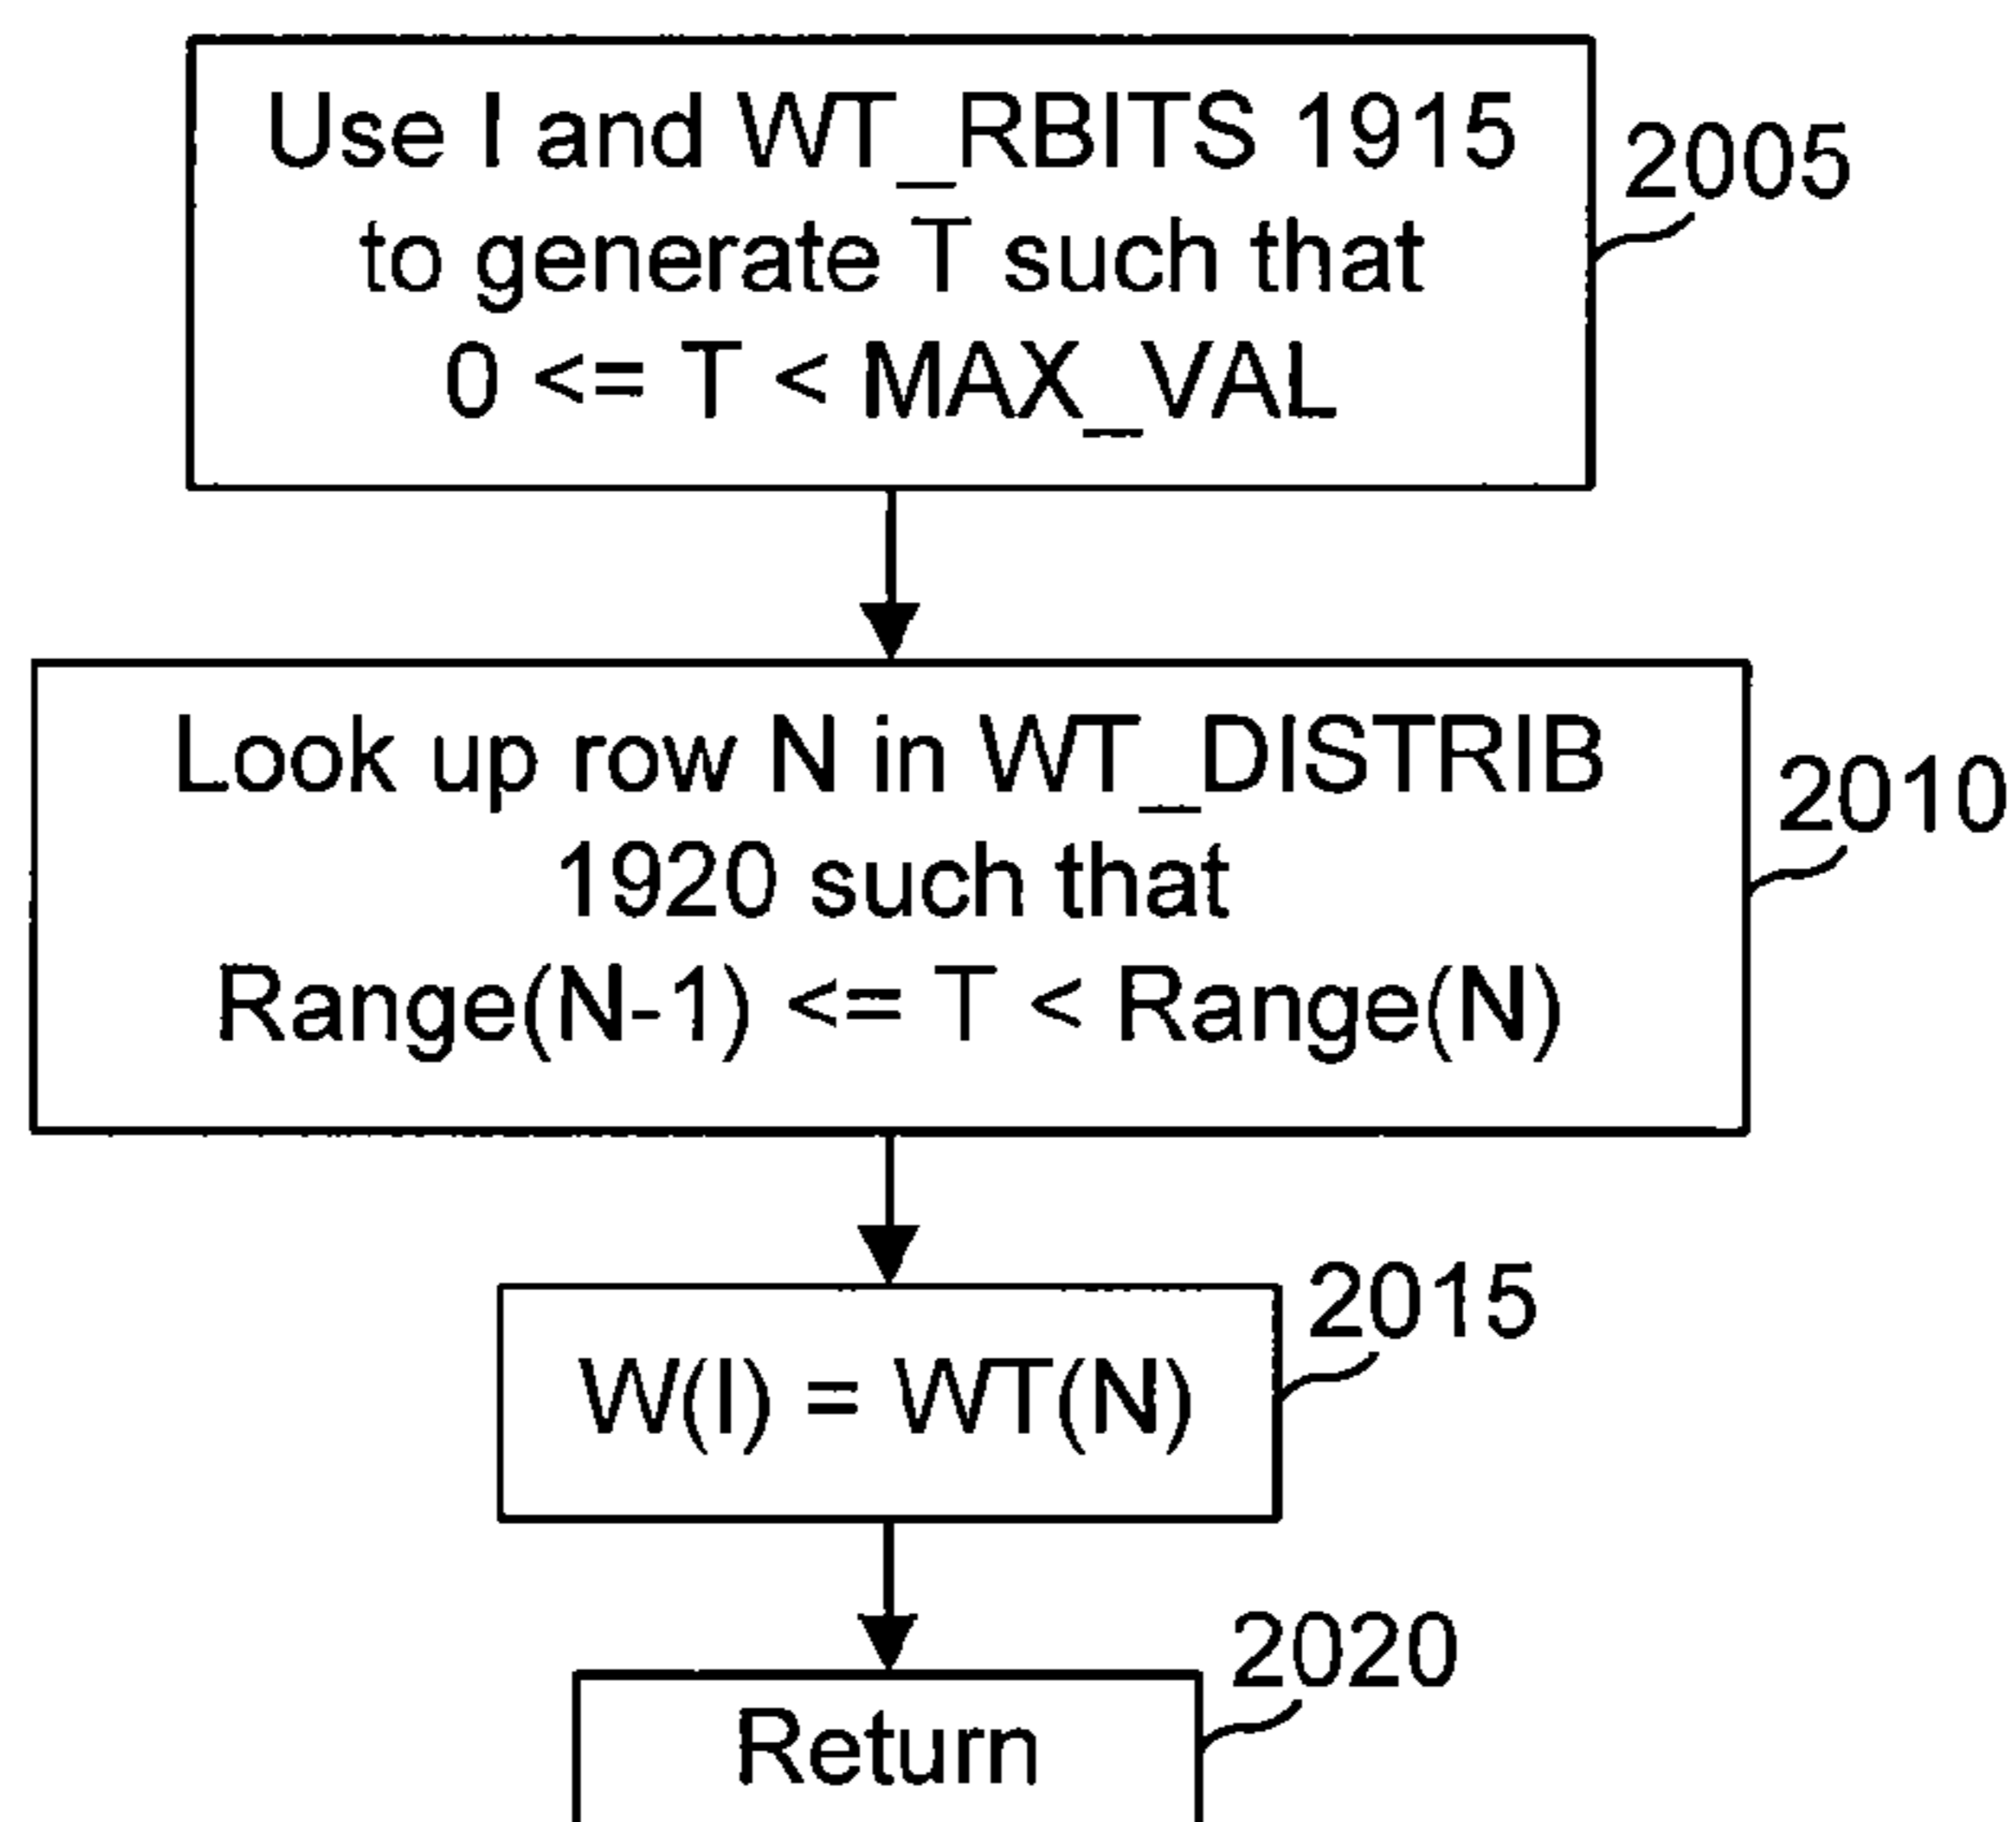 Use I and WT_RBITS 1915
to generate T such that
0 <= T < MAX_VAL
2005
Look up row N in WT_DISTRIB
1920 such that
Range(N-1) <= T < Range(N)
2010
W(I) = WT(N)
2015
Return
2020